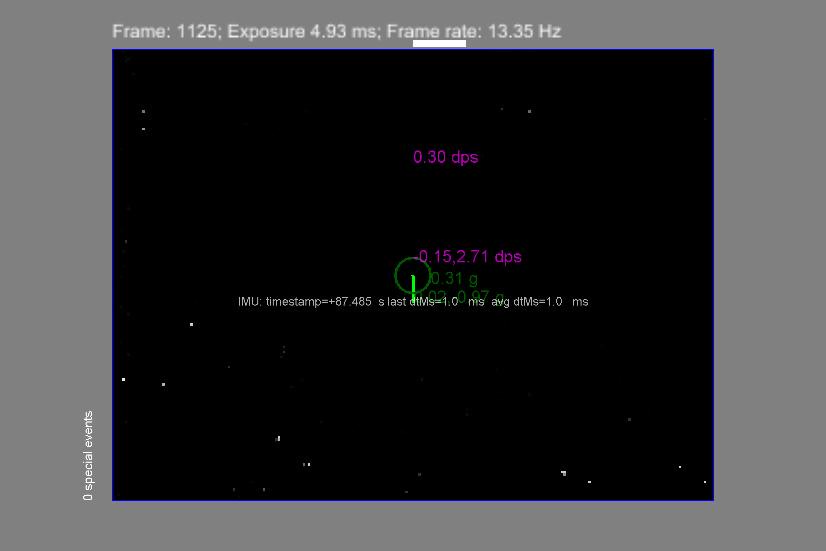 Frame: 1125; Exposure 4.93 ms; Frame rate: 13.35 Hz
0.30 dps
-0.15,2.71 dps
0.31 g
IMU: timestamp=+87.485 s last dtMs=1.0 ms avg dtMs=1.0 ms
0 special events